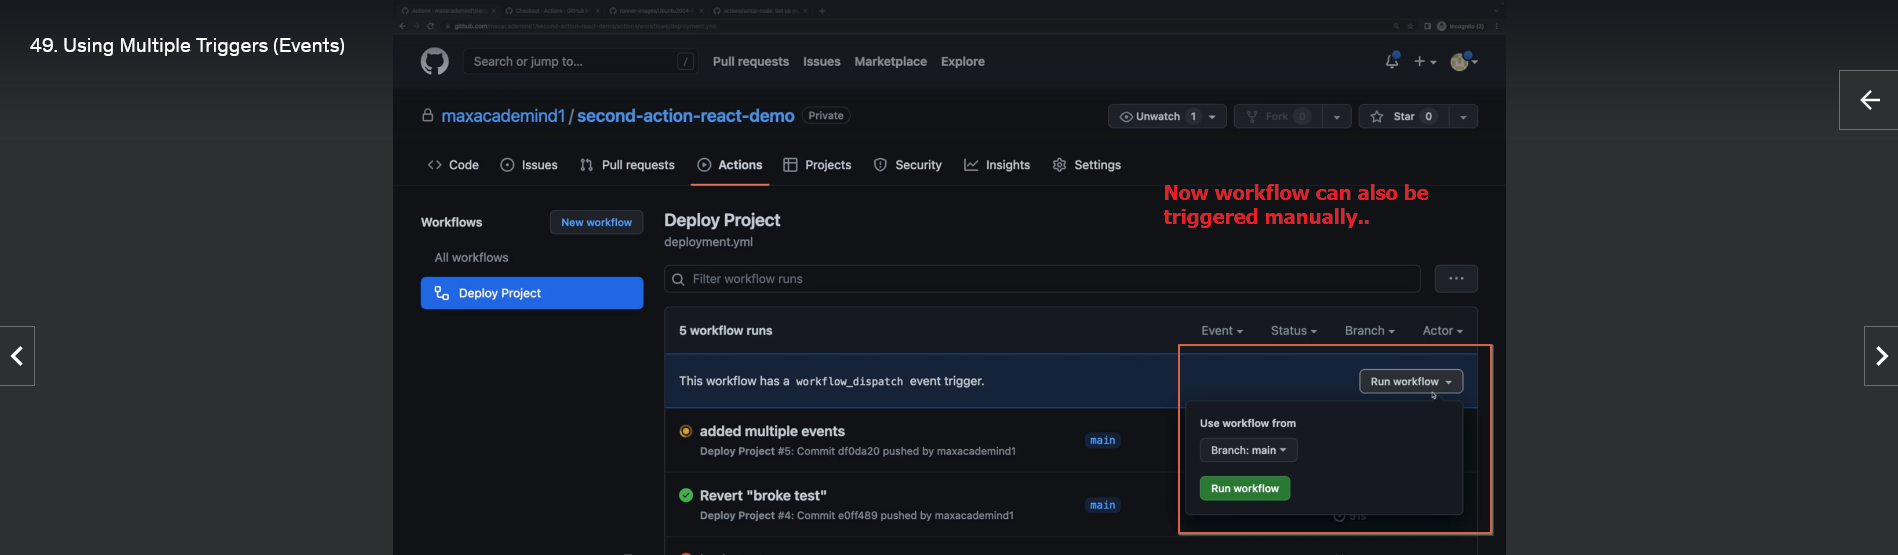 49. Using Multiple Triggers (Events)
Search or jump to...
/
Pull requests
Issues
Marketplace
Explore
maxacademind1 / second-action-react-demo
Private
Unwatch 1
Fork 0
Star 0
Code
Issues
Pull requests
Actions
Projects
Security
Insights
Settings
Now workflow can also be
triggered manually..
Workflows
New workflow
All workflows
Deploy Project
Deploy Project
deployment.yml
Filter workflow runs
5 workflow runs
Event
Status
Branch
Actor
This workflow has a workflow_dispatch event trigger.
Run workflow
Use workflow from
Branch: main
Run workflow
added multiple events
Deploy Project #5: Commit df0da20 pushed by maxacademind1
main
Revert "broke test"
Deploy Project #4: Commit e0ff489 pushed by maxacademind1
main